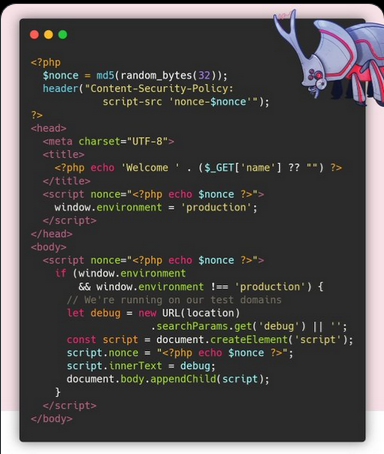 <?php
  $nonce = md5(random_bytes(32));
  header("Content-Security-Policy:
            script-src 'nonce-$nonce'");
?>
<head>
  <meta charset="UTF-8">
  <title>
    <?php echo 'Welcome ' . ($_GET['name'] ?? "") ?>
  </title>
  <script nonce="<?php echo $nonce ?>">
    window.environment = 'production';
  </script>
</head>
<body>
  <script nonce="<?php echo $nonce ?>">
    if (window.environment
        && window.environment !== 'production') {
      // We're running on our test domains
      let debug = new URL(location)
                    .searchParams.get('debug') || '';
      const script = document.createElement('script');
      script.nonce = "<?php echo $nonce ?>";
      script.innerText = debug;
      document.body.appendChild(script);
    }
  </script>
</body>